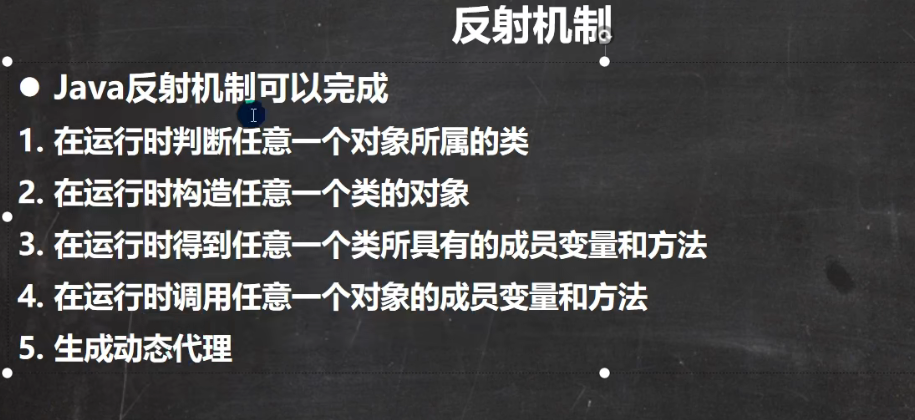 反射机制
● Java反射机制可以完成
1. 在运行时判断任意一个对象所属的类
2. 在运行时构造任意一个类的对象
3. 在运行时得到任意一个类所具有的成员变量和方法
4. 在运行时调用任意一个对象的成员变量和方法
5. 生成动态代理